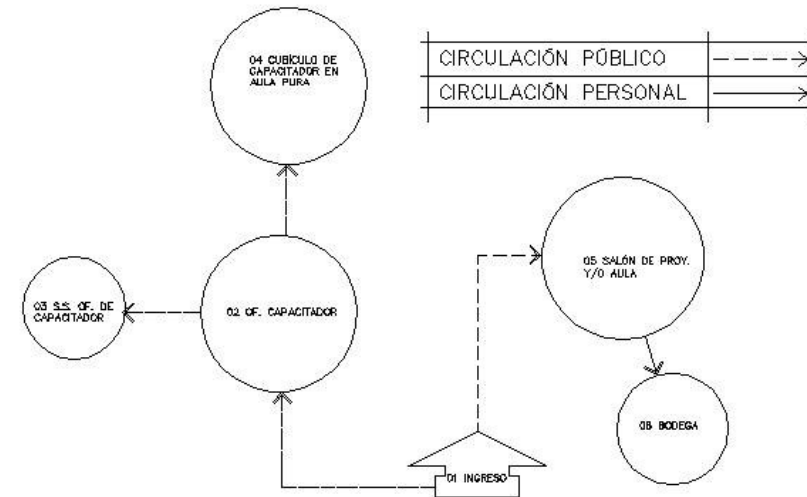 04 CUBÍCULO DE
CAPACITADOR EN
AULA PURA
CIRCULACIÓN PÚBLICO
CIRCULACIÓN PERSONAL
05 SALÓN DE PROY.
Y/O AULA
03 S.S. OF. DE
CAPACITADOR
02 OF. CAPACITADOR
06 BODEGA
01 INGRESO